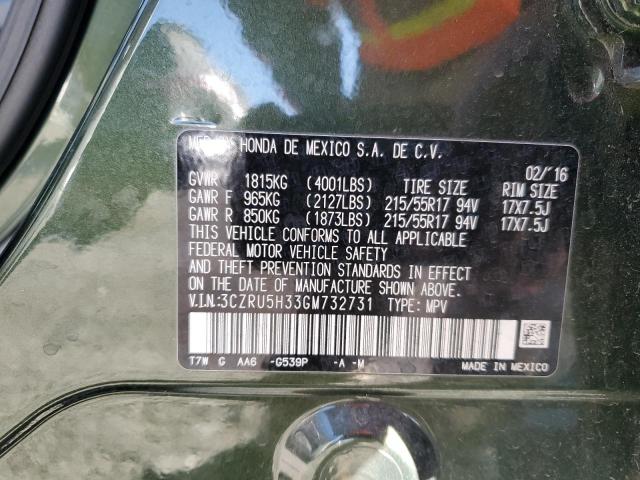 HONDA DE MEXICO S.A. DE C.V.
02/'16
GVWR 1815KG (4001LBS) TIRE SIZE RIM SIZE
GAWR F 965KG (2127LBS) 215/55R17 94V 17X7.5J
GAWR R 850KG (1873LBS) 215/55R17 94V 17X7.5J
THIS VEHICLE CONFORMS TO ALL APPLICABLE
FEDERAL MOTOR VEHICLE SAFETY
AND THEFT PREVENTION STANDARDS IN EFFECT
ON THE DATE OF MANUFACTURE SHOWN ABOVE.
V.I.N.:3CZRU5H33GM732731 TYPE: MPV
T7W G AA6 -G539P -A -M
MADE IN MEXICO